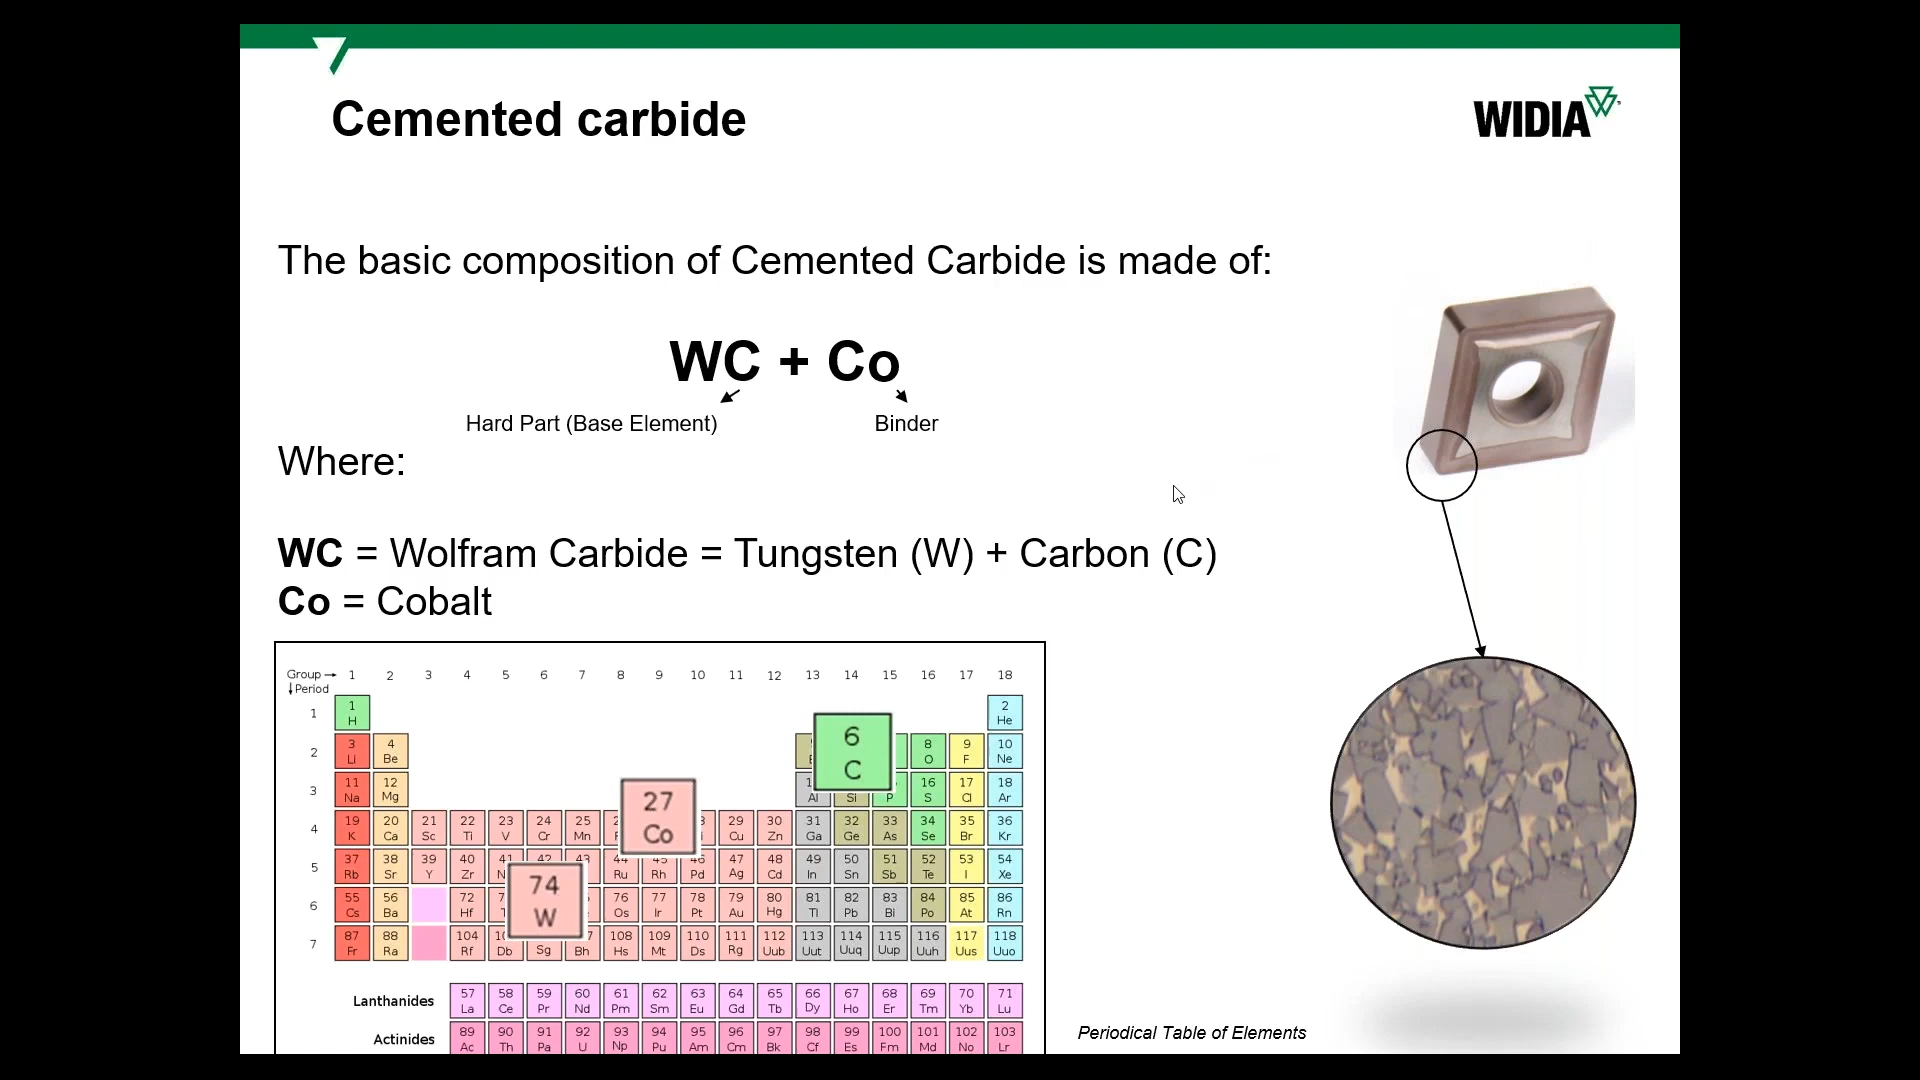 Cemented carbide
WIDIA
The basic composition of Cemented Carbide is made of:
WC + Co
Hard Part (Base Element) Binder
Where:
WC = Wolfram Carbide = Tungsten (W) + Carbon (C)
Co = Cobalt
Group 1 2 3 4 5 6 7 8 9 10 11 12 13 14 15 16 17 18
Period
1 2
1 H He
6
C
3 4 8 9 10
2 Li Be O F Ne
27
Co
11 12 16 17 18
3 Na Mg Al Si P S Cl Ar
19 20 21 22 23 24 25 29 30 31 32 33 34 35 36
4 K Ca Sc Ti V Cr Mn Cu Zn Ga Ge As Se Br Kr
37 38 39 40 41 42 43 44 45 46 47 48 49 50 51 52 53 54
5 Rb Sr Y Zr Ru Rh Pd Ag Cd In Sn Sb Te I Xe
74
W
55 56 72 76 77 78 79 80 81 82 83 84 85 86
6 Cs Ba Hf Os Ir Pt Au Hg Tl Pb Bi Po At Rn
87 88 104 108 109 110 111 112 113 114 115 116 117 118
7 Fr Ra Rf Db Sg Bh Hs Mt Ds Rg Uub Uut Uuq Uup Uuh Uus Uuo
57 58 59 60 61 62 63 64 65 66 67 68 69 70 71
Lanthanides La Ce Pr Nd Pm Sm Eu Gd Tb Dy Ho Er Tm Yb Lu
89 90 91 92 93 94 95 96 97 98 99 100 101 102 103
Actinides Ac Th Pa U Np Pu Am Cm Bk Cf Es Fm Md No Lr
Periodical Table of Elements